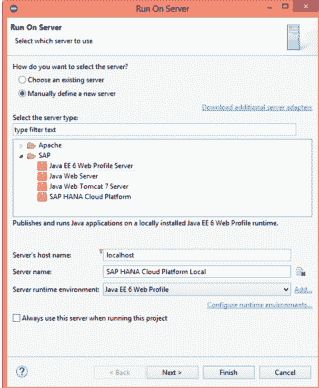 Run On Server
Run On Server
Select which server to use
How do you want to select the server?
Choose an existing server
Manually define a new server
Download additional server adapters
Select the server type:
type filter text
Apache
SAP
Java EE 6 Web Profile Server
Java Web Server
Java Web Tomcat 7 Server
SAP HANA Cloud Platform
Publishes and runs Java applications on a locally installed Java EE 6 Web Profile runtime.
Server's host name: localhost
Server name: SAP HANA Cloud Platform Local
Server runtime environment: Java EE 6 Web Profile Add...
Configure runtime environments...
Always use this server when running this project
? < Back Next > Finish Cancel